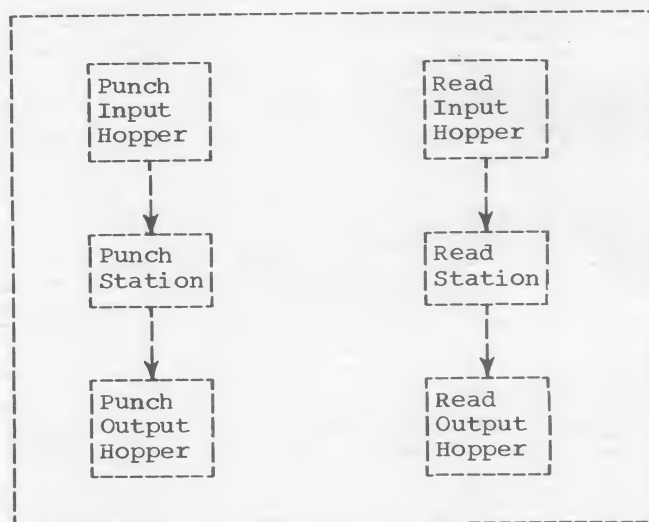 Punch
Input
Hopper
Read
Input
Hopper
Punch
Station
Read
Station
Punch
Output
Hopper
Read
Output
Hopper